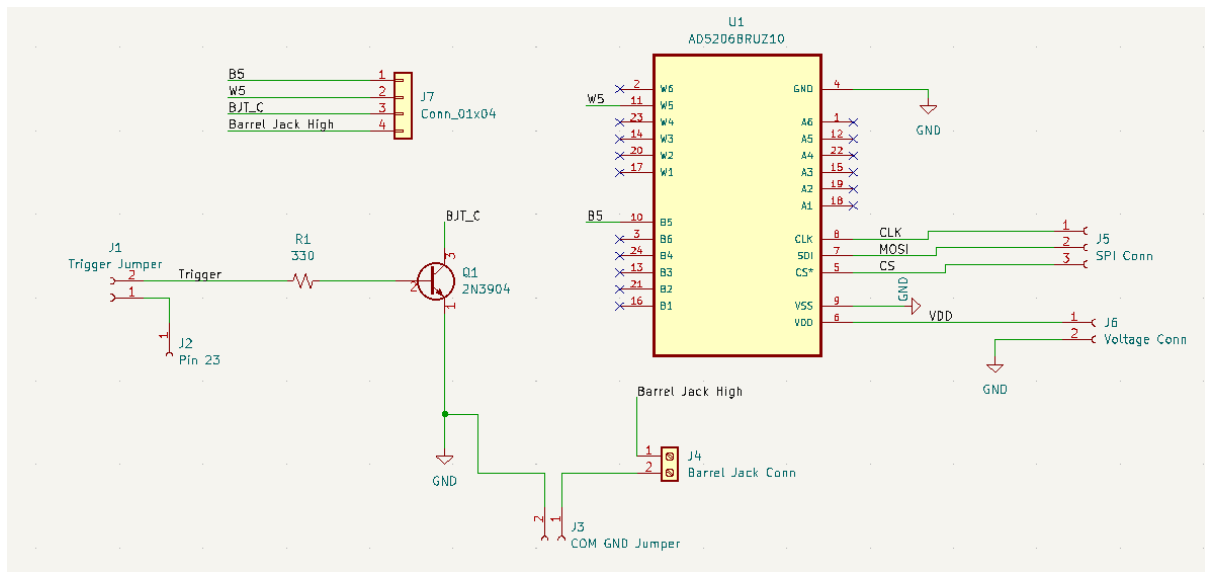 U1
AD5206BRUZ10
B5 1
W5 2
BJT_C 3
Barrel Jack High 4
J7
Conn_01x04
2 W6
W5 11 W5
23 W4
14 W3
20 W2
17 W1
B5 10 B5
3 B6
24 B4
13 B3
21 B2
16 B1
GND 4
GND
A6 1
A5 12
A4 22
A3 15
A2 19
A1 18
CLK 8 CLK 1
SDI 7 MOSI 2
CS* 5 CS 3
J5
SPI Conn
VSS 9
GND
VDD 6 VDD 1
2
J6
Voltage Conn
GND
BJT_C
J1
Trigger Jumper
2 Trigger
1
R1
330
3
2
1
Q1
2N3904
1
J2
Pin 23
GND
Barrel Jack High
1
2
J4
Barrel Jack Conn
2 1
J3
COM GND Jumper